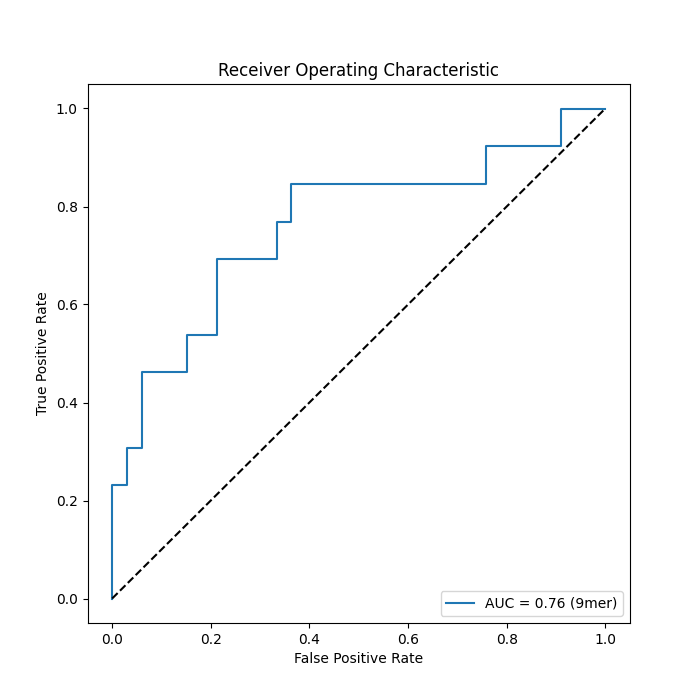 Receiver Operating Characteristic
True Positive Rate
1.0
0.8
0.6
0.4
0.2
0.0
AUC = 0.76 (9mer)
0.0 0.2 0.4 0.6 0.8 1.0
False Positive Rate